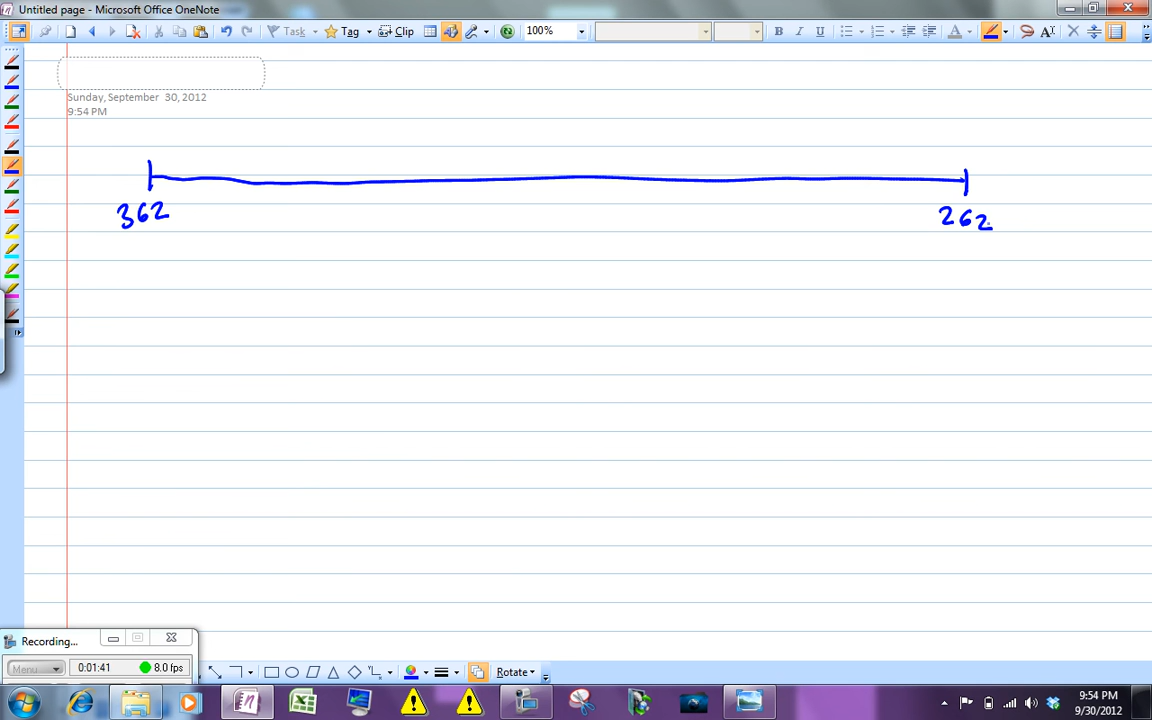 Untitled page - Microsoft Office OneNote
Task Tag Clip 100% B I U A
Sunday, September 30, 2012
9:54 PM
362 262
Recording...
Menu 0:01:41 8.0 fps
Rotate
9:54 PM
9/30/2012